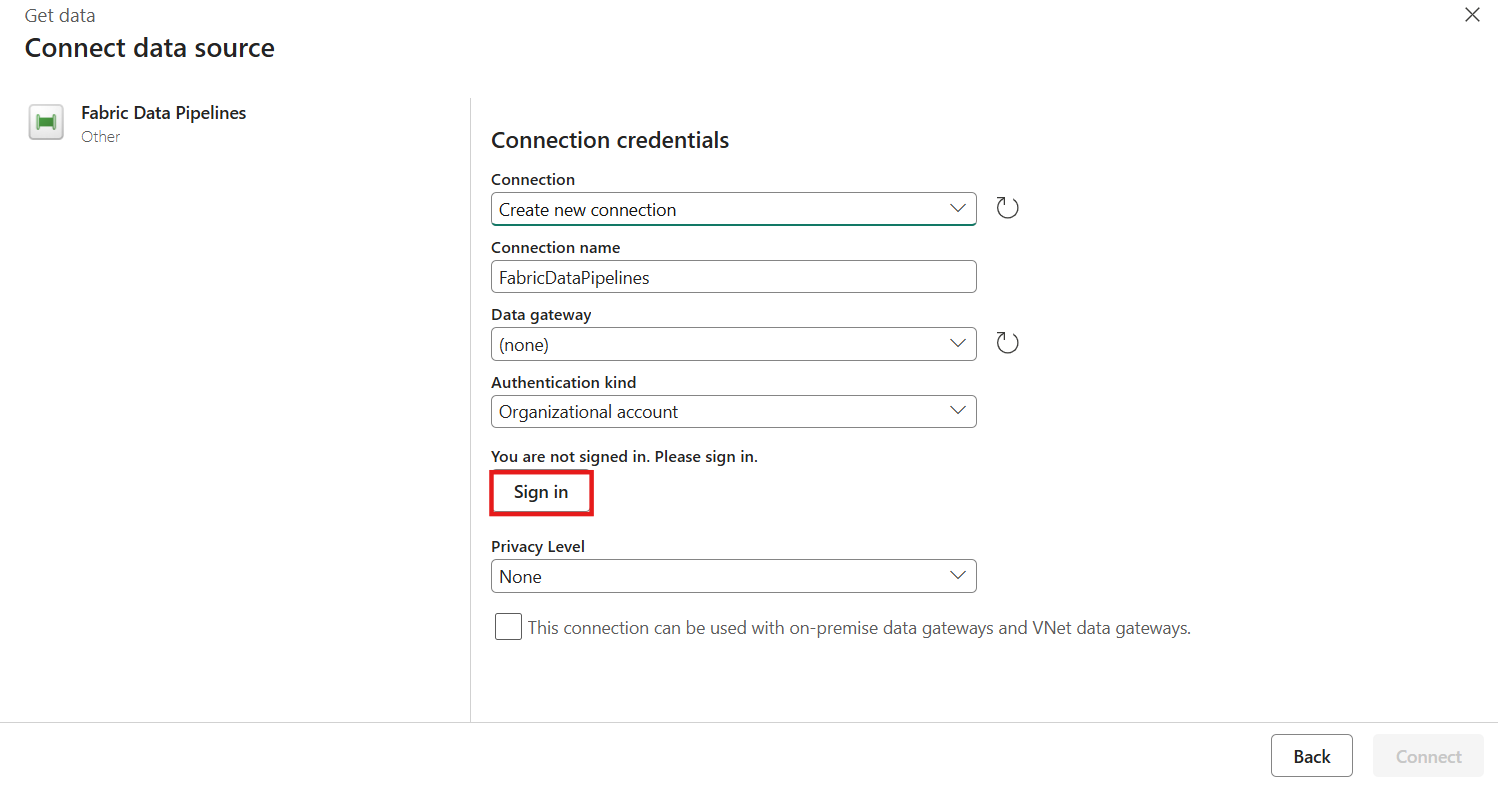 Get data
Connect data source
Fabric Data Pipelines
Other
Connection credentials
Connection
Create new connection
Connection name
FabricDataPipelines
Data gateway
(none)
Authentication kind
Organizational account
You are not signed in. Please sign in.
Sign in
Privacy Level
None
This connection can be used with on-premise data gateways and VNet data gateways.
Back
Connect